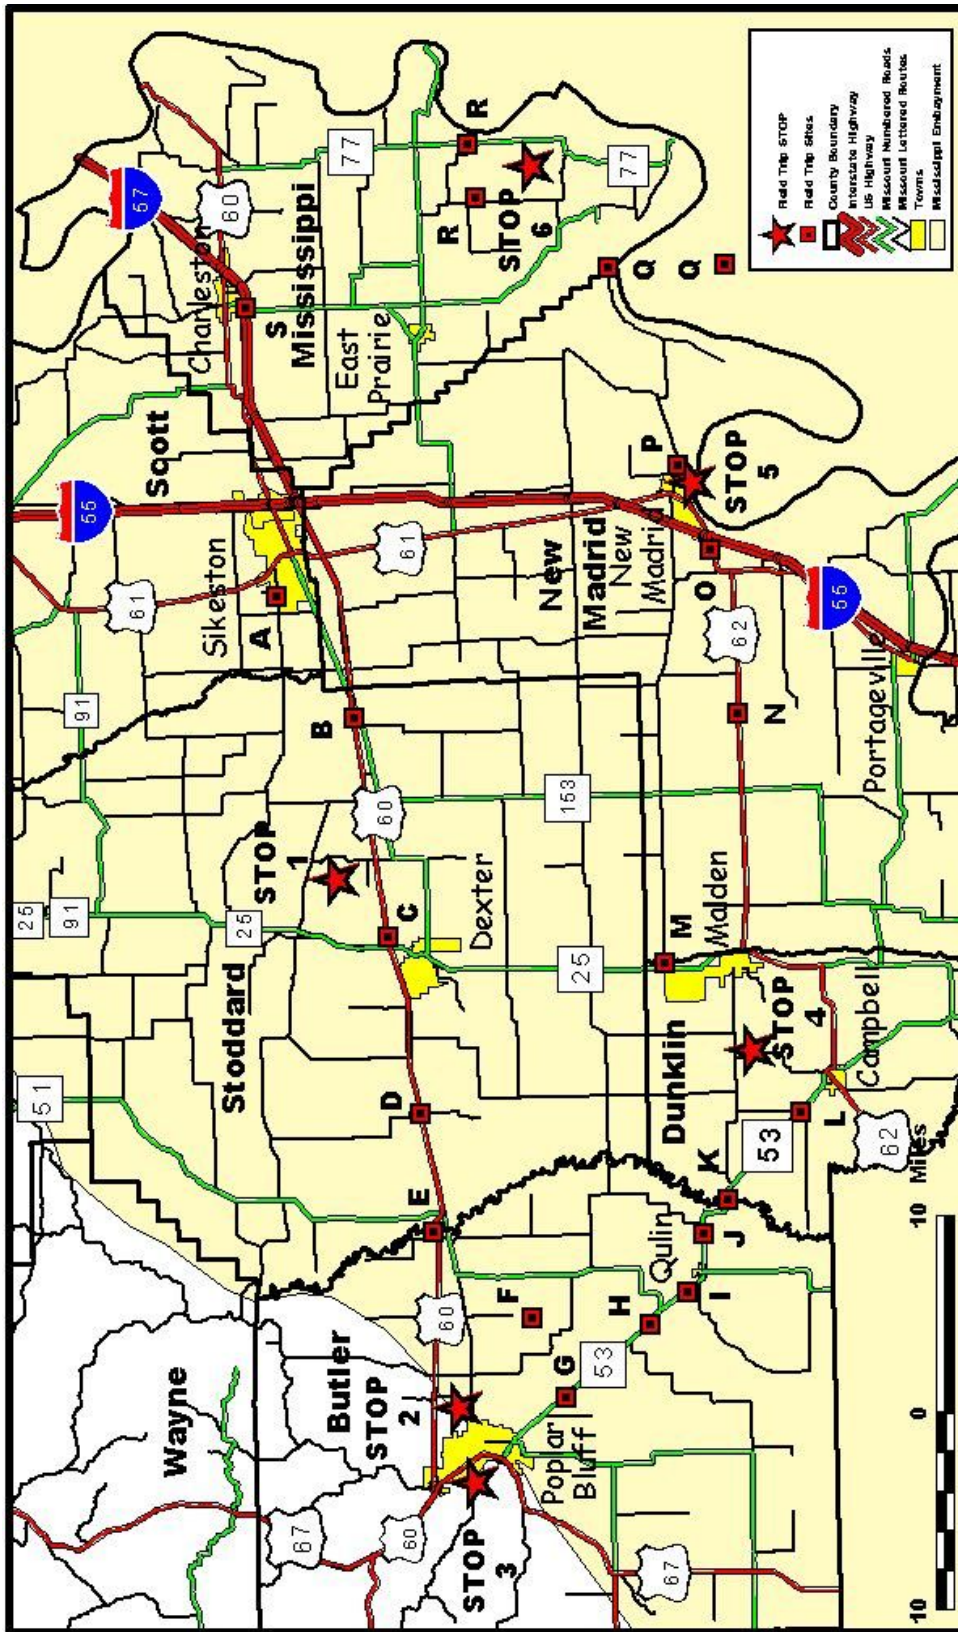 25
91
51
91
61
55
57
Wayne
Stoddard
25
Scott
Charleston
60
Sikeston
A
S
Mississippi
67
Butler
STOP
2
STOP
1
B
East
Prairie
77
60
60
E
D
60
C
61
STOP
3
Dexter
R
R
STOP
6
F
Poplar
Bluff
G
53
H
25
153
New
Madrid
New
Madrid
77
67
Qulin
I
J
K
Dunklin
M
Malden
62
O
P
STOP
5
Q
Q
53
STOP
4
N
L
Campbell
55
Portageville
62
10 0 10 Miles
Field Trip STOP
Field Trip Sites
County Boundary
Interstate Highway
US Highway
Missouri Numbered Roads
Missouri Lettered Routes
Towns
Mississippi Embayment